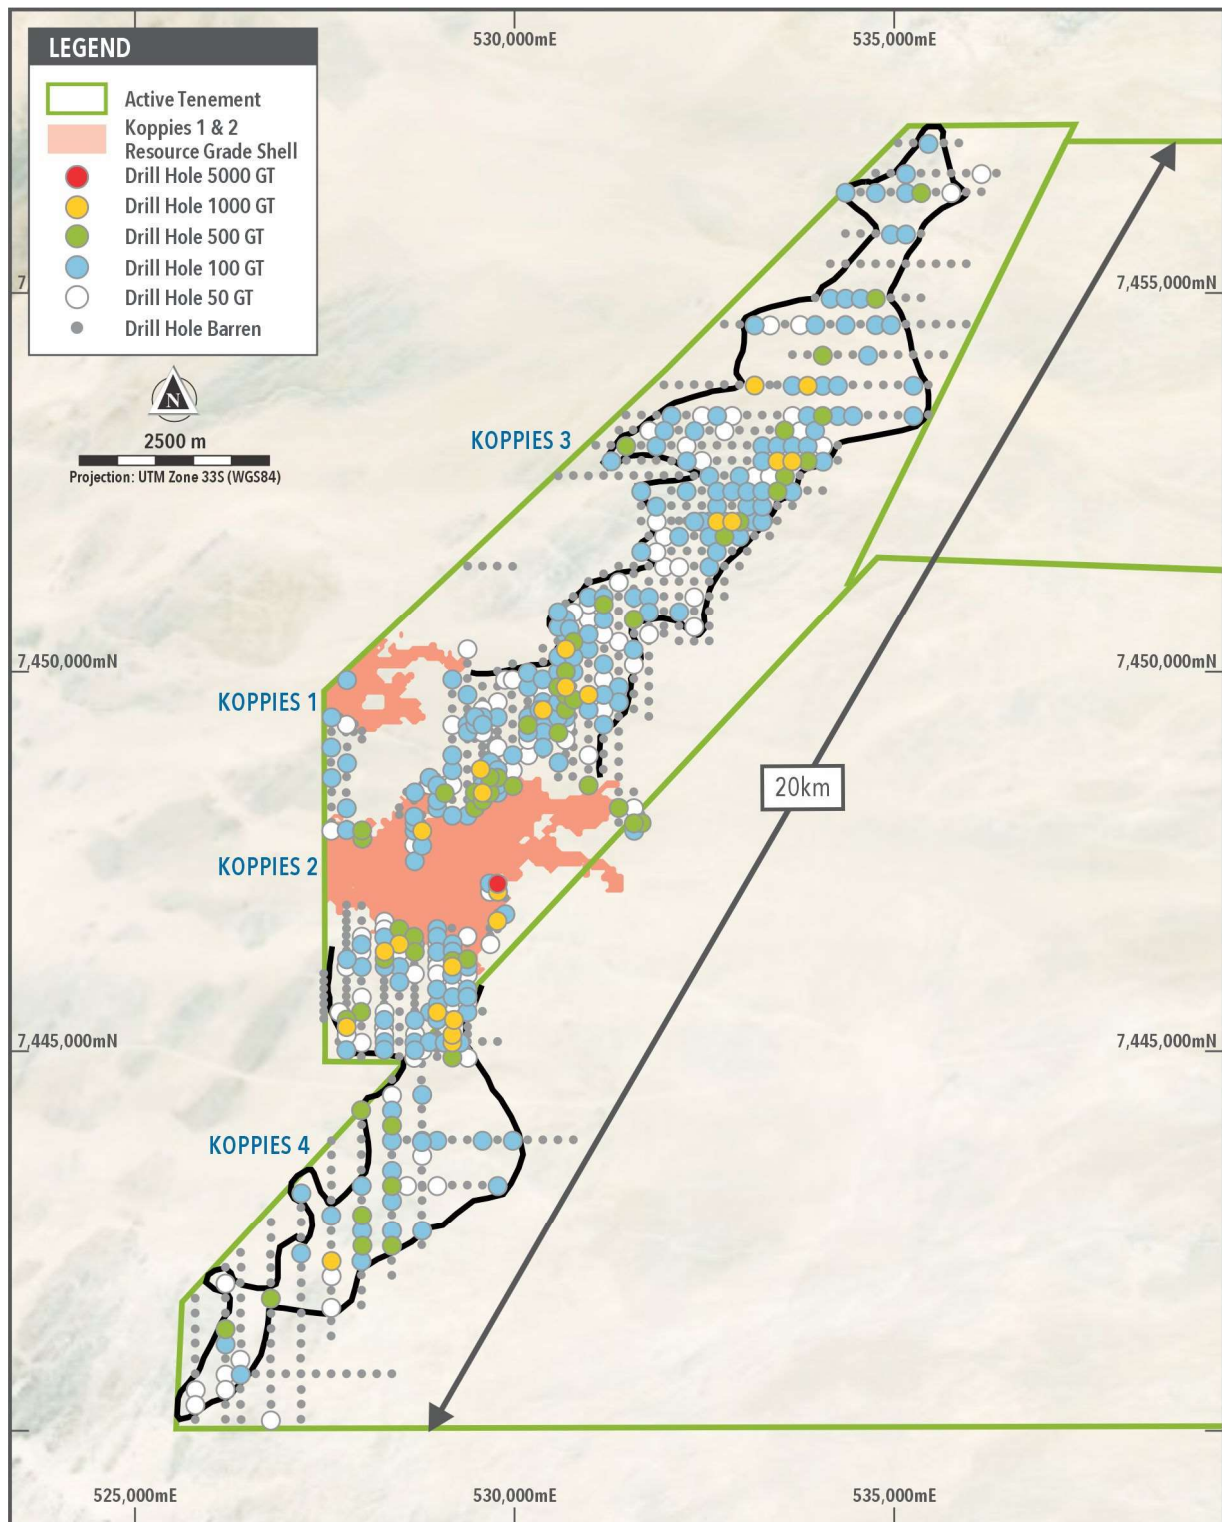 LEGEND
Active Tenement
Koppies 1 & 2
Resource Grade Shell
Drill Hole 5000 GT
Drill Hole 1000 GT
Drill Hole 500 GT
Drill Hole 100 GT
Drill Hole 50 GT
Drill Hole Barren
530,000mE
535,000mE
7
7,455,000mN
N
2500 m
Projection: UTM Zone 33S (WGS84)
KOPPIES 3
7,450,000mN
7,450,000mN
KOPPIES 1
20km
KOPPIES 2
7,445,000mN
7,445,000mN
KOPPIES 4
525,000mE
530,000mE
535,000mE